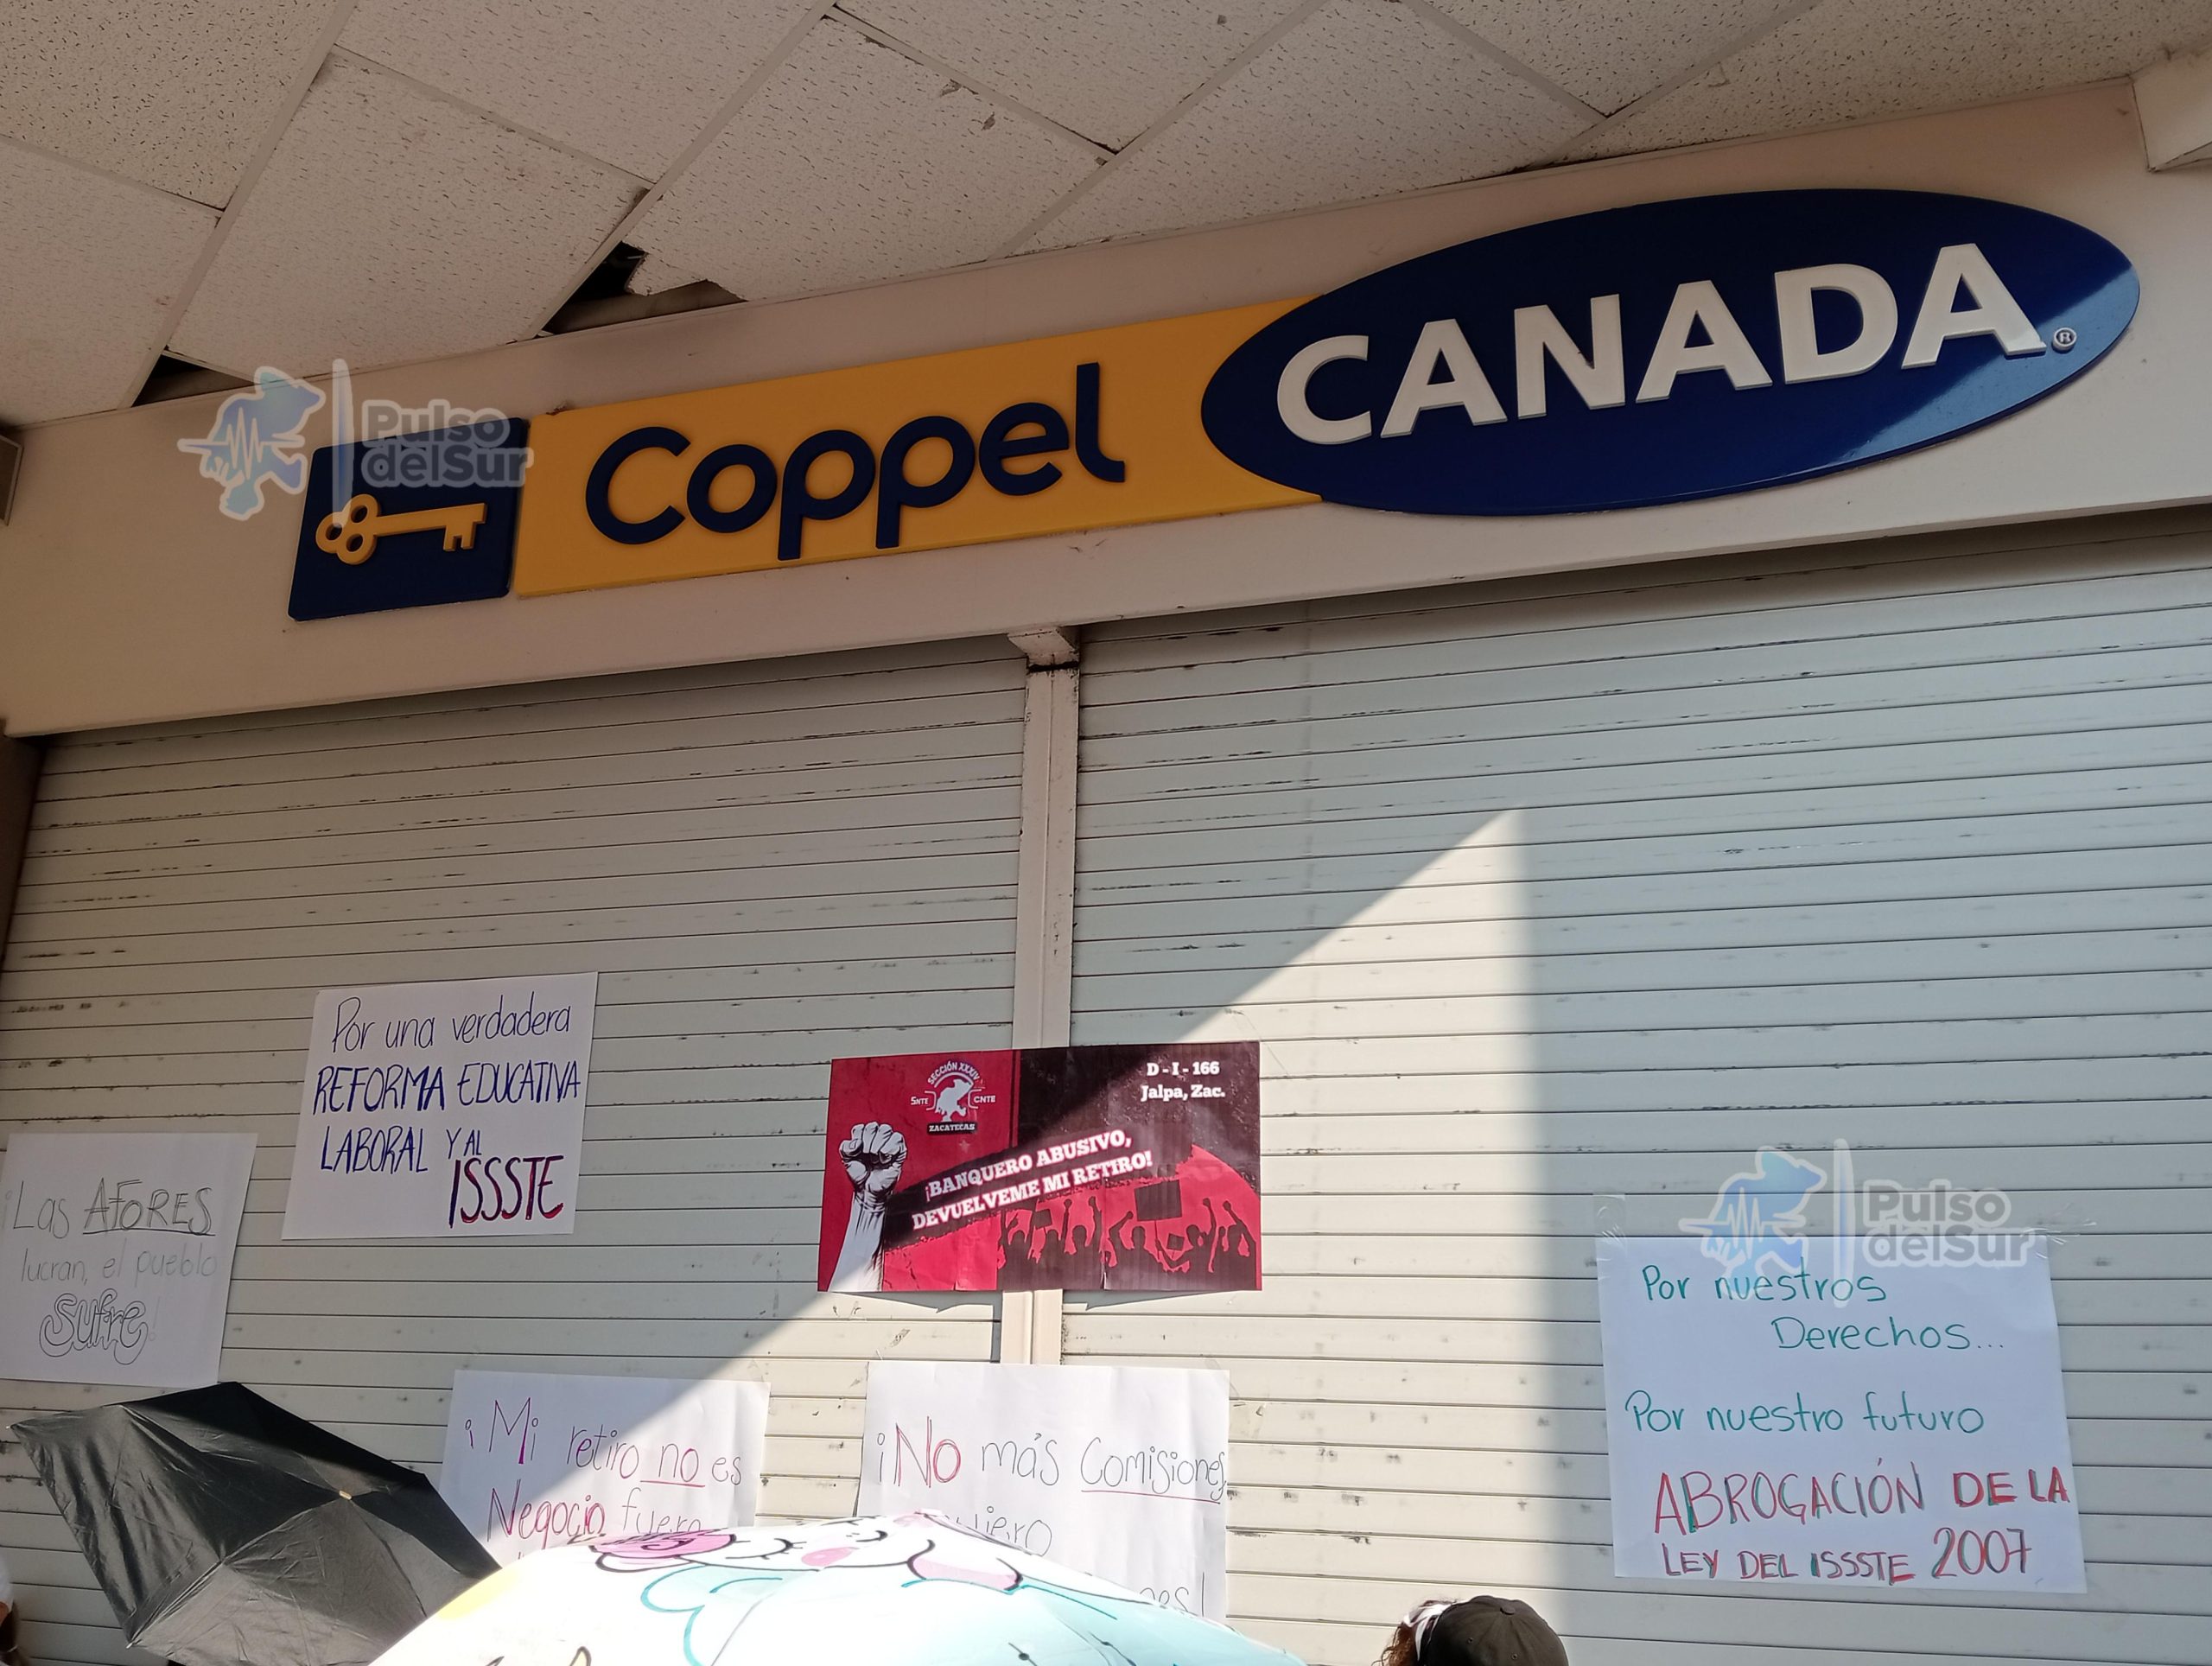 Pulso
delSur
Coppel
CANADA®
Por una verdadera
REFORMA EDUCATIVA
LABORAL Y AL
ISSSTE
¡Las AFORES
lucran, el pueblo
sufre!
SECCIÓN XXXIV
SNTE CNTE
ZACATECAS
D - I - 166
Jalpa, Zac.
¡BANQUERO ABUSIVO,
DEVUELVEME MI RETIRO!
¡Mi retiro no es
Negocio fuera
¡No más Comisiones
Pulso
delSur
Por nuestros
Derechos...
Por nuestro futuro
ABROGACIÓN DE LA
LEY DEL ISSSTE 2007